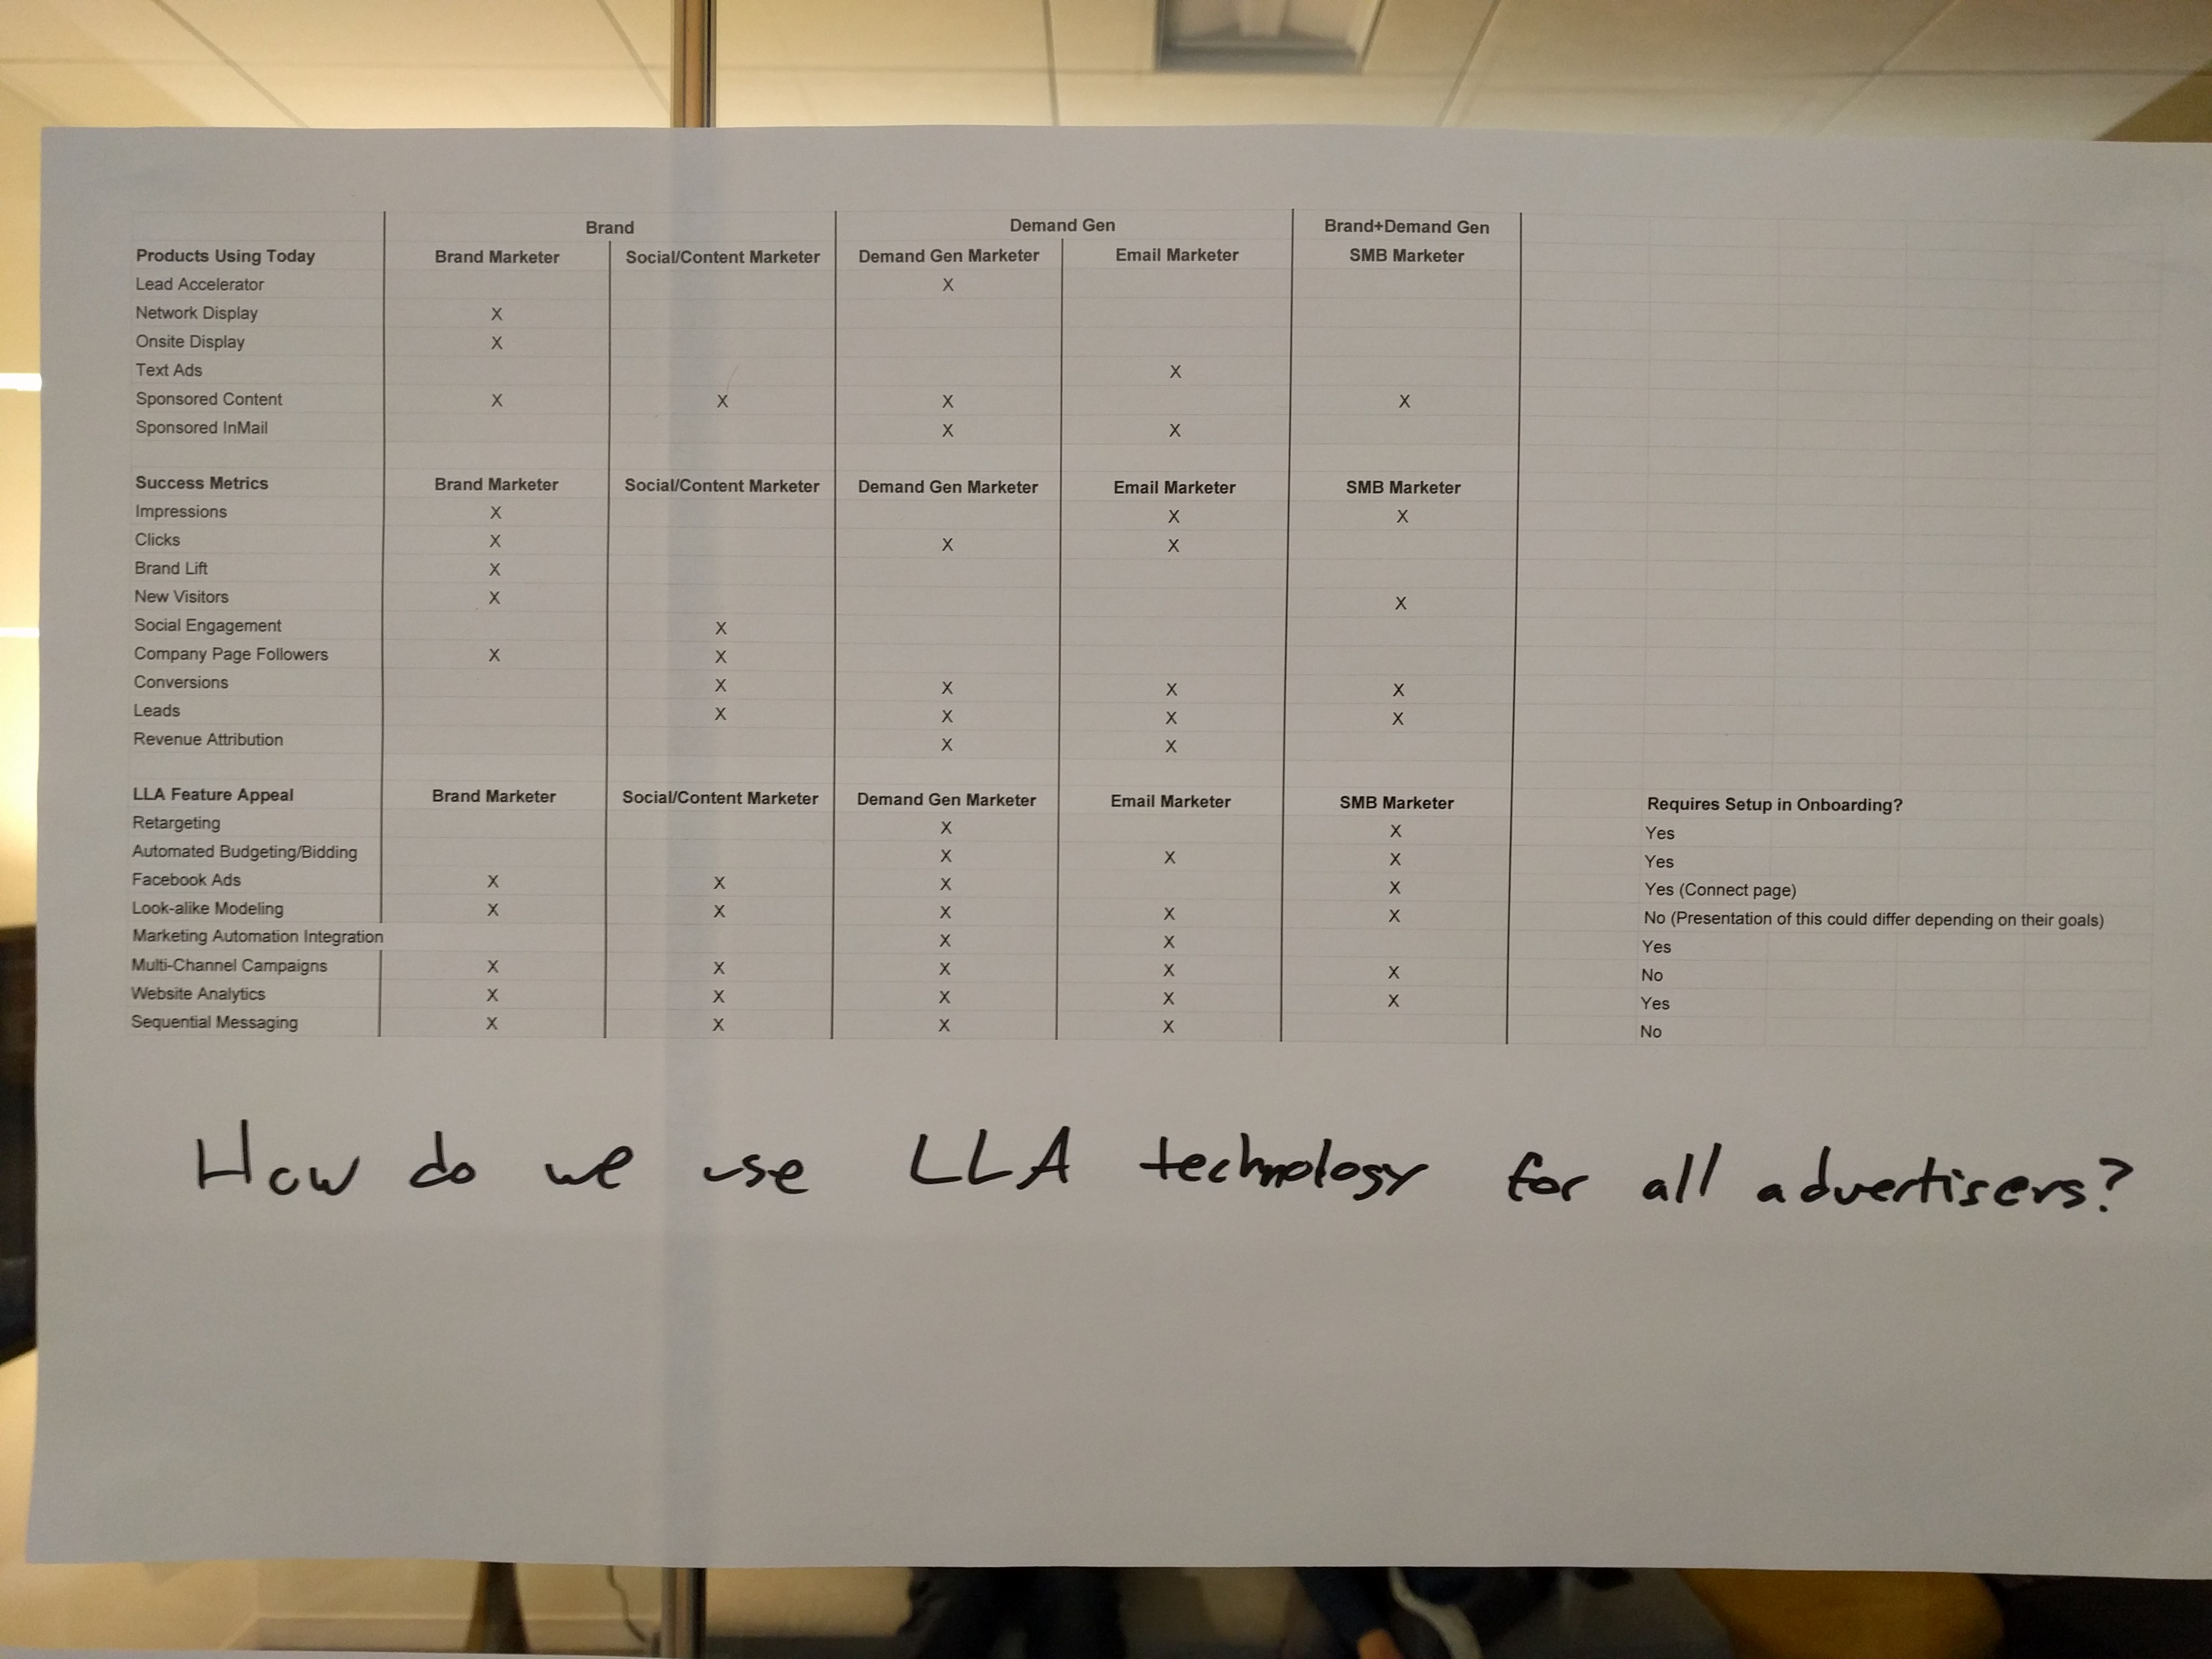 Brand Demand Gen Brand+Demand Gen
Products Using Today Brand Marketer Social/Content Marketer Demand Gen Marketer Email Marketer SMB Marketer
Lead Accelerator X
Network Display X
Onsite Display X
Text Ads X
Sponsored Content X X X X
Sponsored InMail X X
Success Metrics Brand Marketer Social/Content Marketer Demand Gen Marketer Email Marketer SMB Marketer
Impressions X X X
Clicks X X X
Brand Lift X
New Visitors X X
Social Engagement X
Company Page Followers X X
Conversions X X X X
Leads X X X X
Revenue Attribution X X
LLA Feature Appeal Brand Marketer Social/Content Marketer Demand Gen Marketer Email Marketer SMB Marketer Requires Setup in Onboarding?
Retargeting X X Yes
Automated Budgeting/Bidding X X X Yes
Facebook Ads X X X X Yes (Connect page)
Look-alike Modeling X X X X X No (Presentation of this could differ depending on their goals)
Marketing Automation Integration X X Yes
Multi-Channel Campaigns X X X X X No
Website Analytics X X X X X Yes
Sequential Messaging X X X X No
How do we use LLA technology for all advertisers?